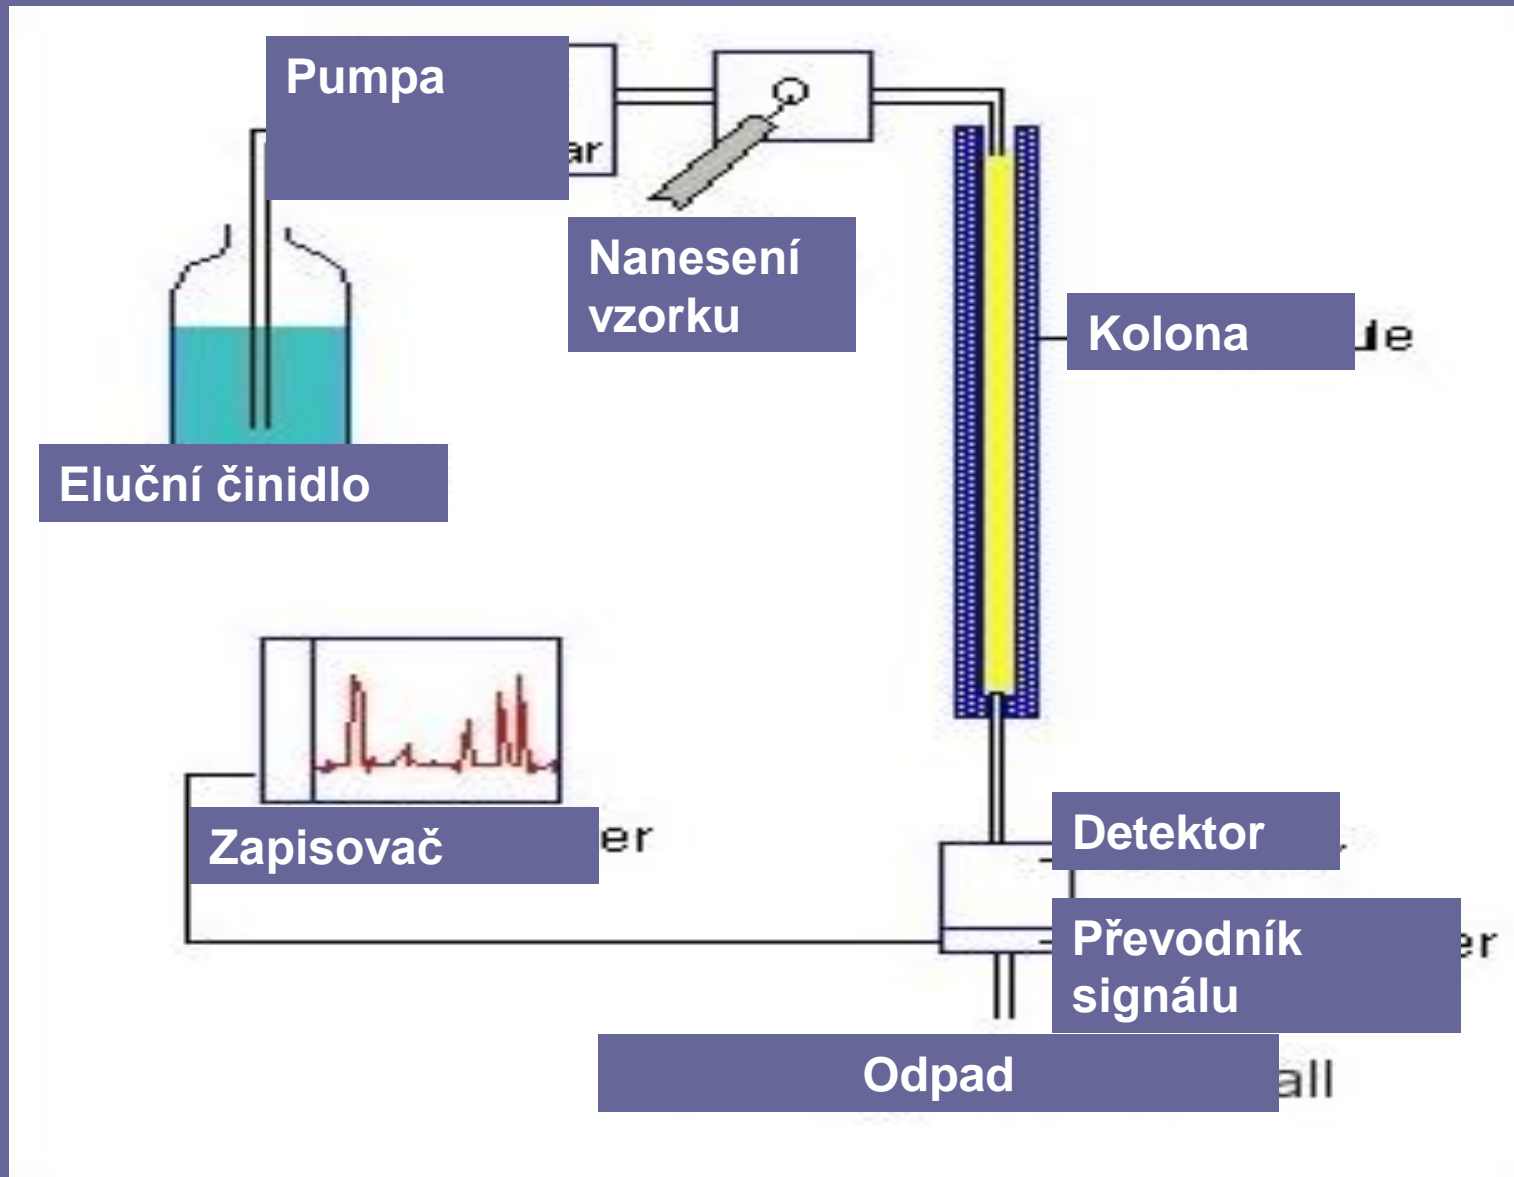 Pumpa
ar
Nanesení
vzorku
Kolona
Eluční činidlo
Zapisovač
er
Detektor
Převodník
signálu
er
Odpad
all